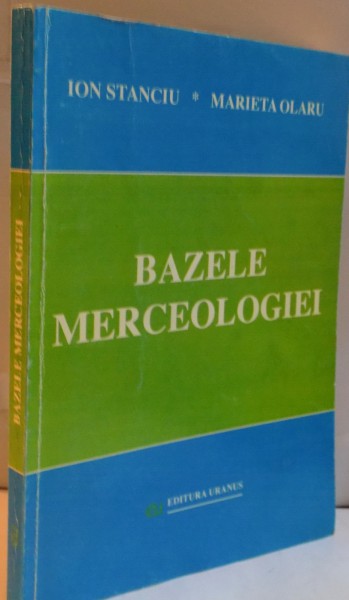 ION STANCIU * MARIETA OLARU
BAZELE
MERCEOLOGIEI
EDITURA URANUS
BAZELE MERCEOLOGIEI